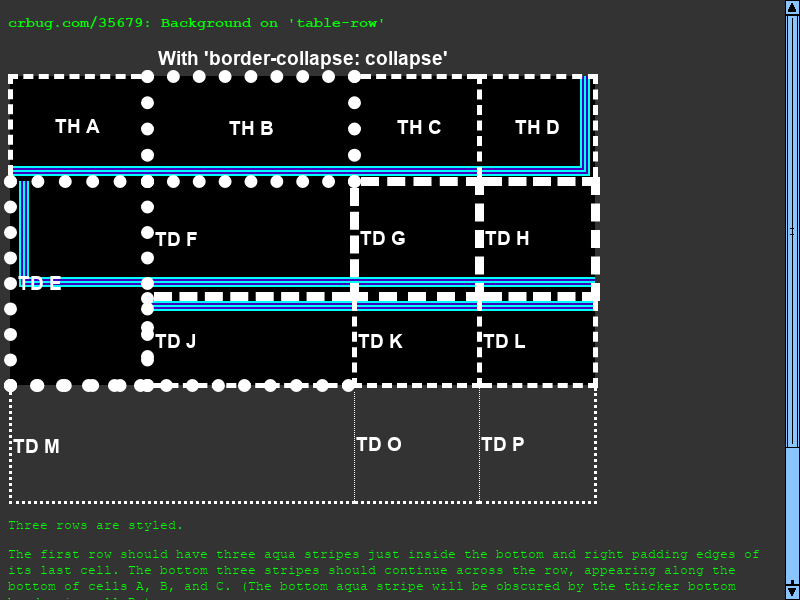 crbug.com/35679: Background on 'table-row'
With 'border-collapse: collapse'
TH A
TH B
TH C
TH D
TD E
TD F
TD G
TD H
TD J
TD K
TD L
TD M
TD O
TD P
Three rows are styled.
The first row should have three aqua stripes just inside the bottom and right padding edges of
its last cell. The bottom three stripes should continue across the row, appearing along the
bottom of cells A, B, and C. (The bottom aqua stripe will be obscured by the thicker bottom